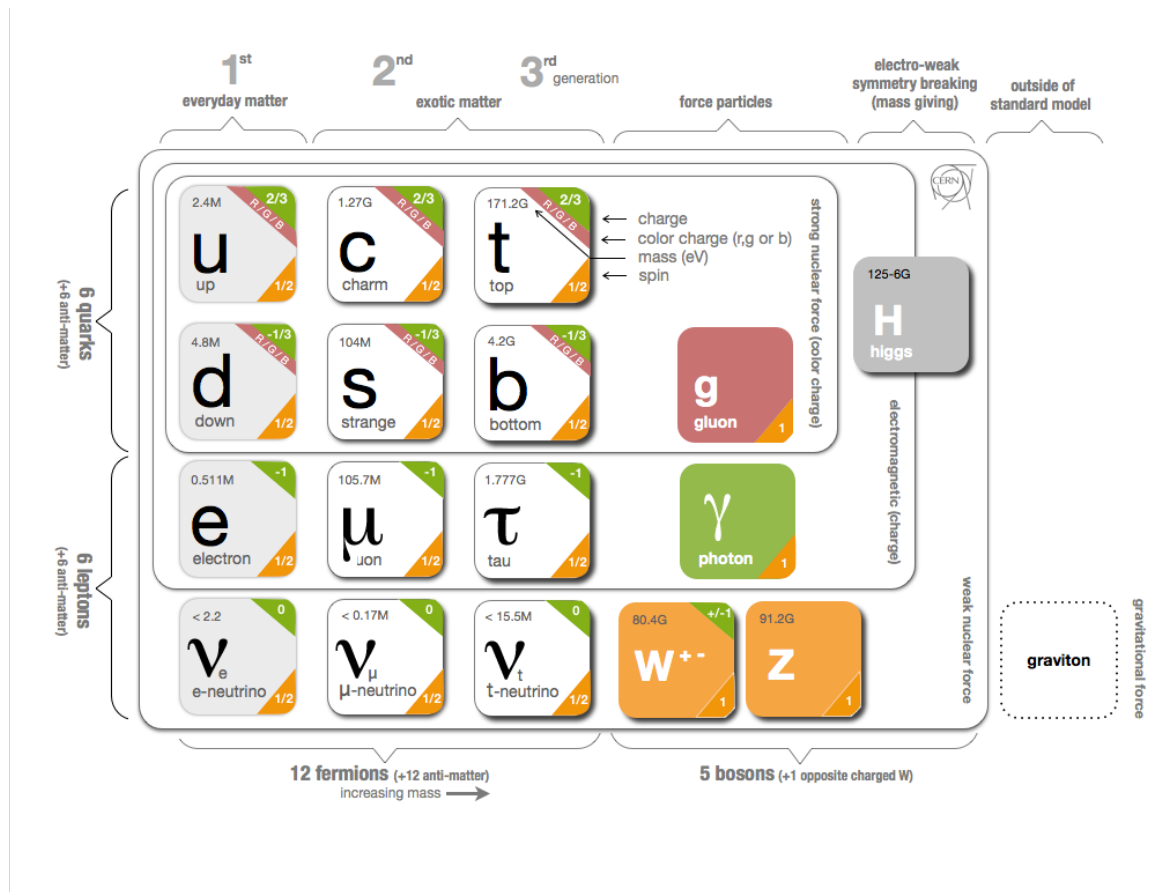 1st
2nd
3rd generation
everyday matter
exotic matter
force particles
electro-weak
symmetry breaking
(mass giving)
outside of
standard model
6 quarks
(+6 anti-matter)
6 leptons
(+6 anti-matter)
2.4M
2/3
R/G/B
u
up
1/2
1.27G
2/3
R/G/B
c
charm
1/2
171.2G
2/3
R/G/B
t
top
1/2
charge
color charge (r,g or b)
mass (eV)
spin
strong nuclear force (color charge)
CERN
125-6G
H
higgs
4.8M
-1/3
R/G/B
d
down
1/2
104M
-1/3
R/G/B
s
strange
1/2
4.2G
-1/3
R/G/B
b
bottom
1/2
g
gluon
1
electromagnetic (charge)
0.511M
-1
e
electron
1/2
105.7M
-1
μ
uon
1/2
1.777G
-1
τ
tau
1/2
γ
photon
1
weak nuclear force
< 2.2
0
νe
e-neutrino
1/2
< 0.17M
0
νμ
μ-neutrino
1/2
< 15.5M
0
νt
t-neutrino
1/2
80.4G
+/-1
W+-
1
91.2G
Z
1
graviton
gravitational force
12 fermions (+12 anti-matter)
increasing mass
5 bosons (+1 opposite charged W)